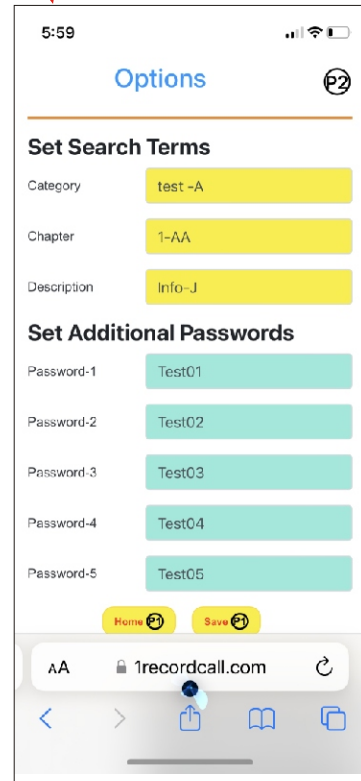 5:59
Options P2
Set Search Terms
Category test -A
Chapter 1-AA
Description Info-J
Set Additional Passwords
Password-1 Test01
Password-2 Test02
Password-3 Test03
Password-4 Test04
Password-5 Test05
Home P1 Save P1
AA 1recordcall.com